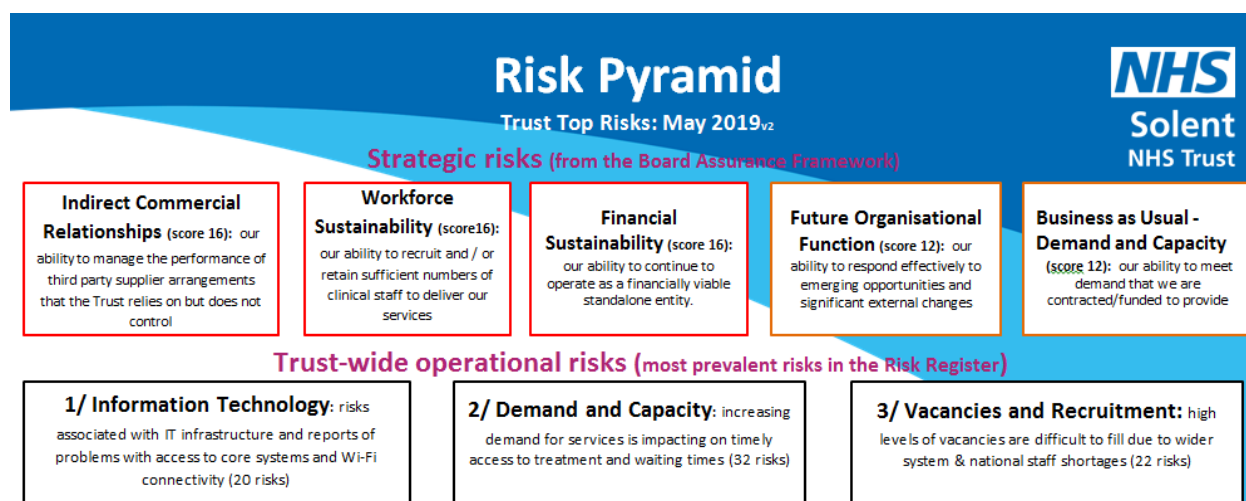 Risk Pyramid
Trust Top Risks: May 2019v2
NHS
Solent
NHS Trust
Strategic risks (from the Board Assurance Framework)
Indirect Commercial
Relationships (score 16): our
ability to manage the performance of
third party supplier arrangements
that the Trust relies on but does not
control
Workforce
Sustainability (score16):
our ability to recruit and / or
retain sufficient numbers of
clinical staff to deliver our
services
Financial
Sustainability (score 16):
our ability to continue to
operate as a financially viable
standalone entity.
Future Organisational
Function (score 12): our
ability to respond effectively to
emerging opportunities and
significant external changes
Business as Usual -
Demand and Capacity
(score 12): our ability to meet
demand that we are
contracted/funded to provide
Trust-wide operational risks (most prevalent risks in the Risk Register)
1/ Information Technology: risks
associated with IT infrastructure and reports of
problems with access to core systems and Wi-Fi
connectivity (20 risks)
2/ Demand and Capacity: increasing
demand for services is impacting on timely
access to treatment and waiting times (32 risks)
3/ Vacancies and Recruitment: high
levels of vacancies are difficult to fill due to wider
system & national staff shortages (22 risks)